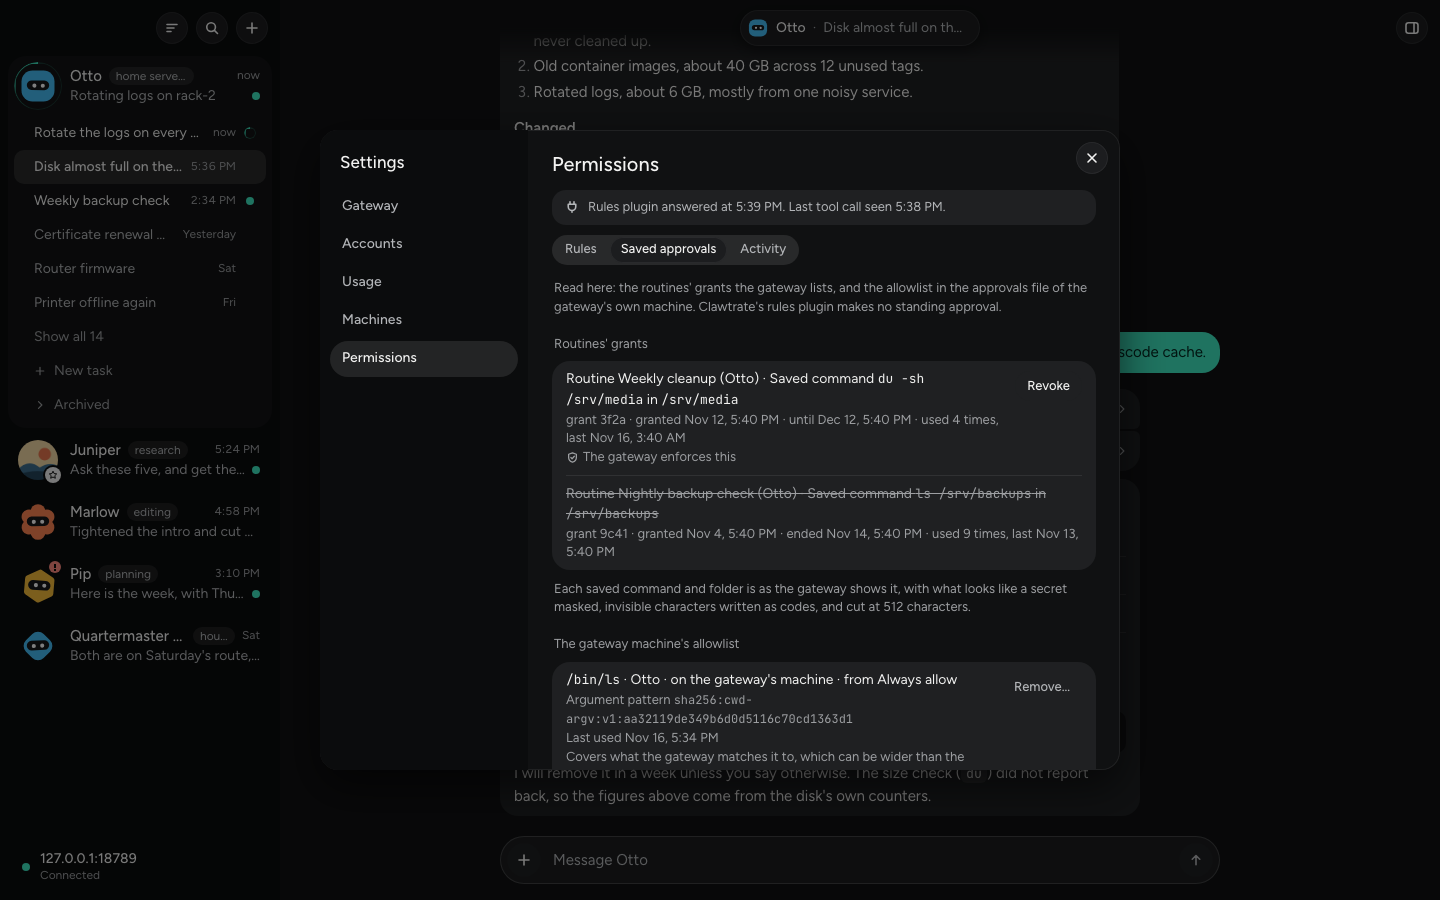 Otto · Disk almost full on th...
Otto home serve... now
Rotating logs on rack-2
Rotate the logs on every ... now
Disk almost full on the... 5:36 PM
Weekly backup check 2:34 PM
Certificate renewal ... Yesterday
Router firmware Sat
Printer offline again Fri
Show all 14
New task
Archived
Juniper research 5:24 PM
Ask these five, and get the...
Marlow editing 4:58 PM
Tightened the intro and cut ...
Pip planning 3:10 PM
Here is the week, with Thu...
Quartermaster ... hou... Sat
Both are on Saturday's route,...
127.0.0.1:18789
Connected
never cleaned up.
2. Old container images, about 40 GB across 12 unused tags.
3. Rotated logs, about 6 GB, mostly from one noisy service.
Changed
scode cache.
Settings
Gateway
Accounts
Usage
Machines
Permissions
Permissions
Rules plugin answered at 5:39 PM. Last tool call seen 5:38 PM.
Rules Saved approvals Activity
Read here: the routines' grants the gateway lists, and the allowlist in the approvals file of the
gateway's own machine. Clawtrate's rules plugin makes no standing approval.
Routines' grants
Routine Weekly cleanup (Otto) · Saved command du -sh
/srv/media in /srv/media
Revoke
grant 3f2a · granted Nov 12, 5:40 PM · until Dec 12, 5:40 PM · used 4 times,
last Nov 16, 3:40 AM
The gateway enforces this
Routine Nightly backup check (Otto) · Saved command ls /srv/backups in
/srv/backups
grant 9c41 · granted Nov 4, 5:40 PM · ended Nov 14, 5:40 PM · used 9 times, last Nov 13,
5:40 PM
Each saved command and folder is as the gateway shows it, with what looks like a secret
masked, invisible characters written as codes, and cut at 512 characters.
The gateway machine's allowlist
/bin/ls · Otto · on the gateway's machine · from Always allow
Remove...
Argument pattern sha256:cwd-
argv:v1:aa32119de349b6d0d5116c70cd1363d1
Last used Nov 16, 5:34 PM
Covers what the gateway matches it to, which can be wider than the
I will remove it in a week unless you say otherwise. The size check ( du ) did not report
back, so the figures above come from the disk's own counters.
Message Otto